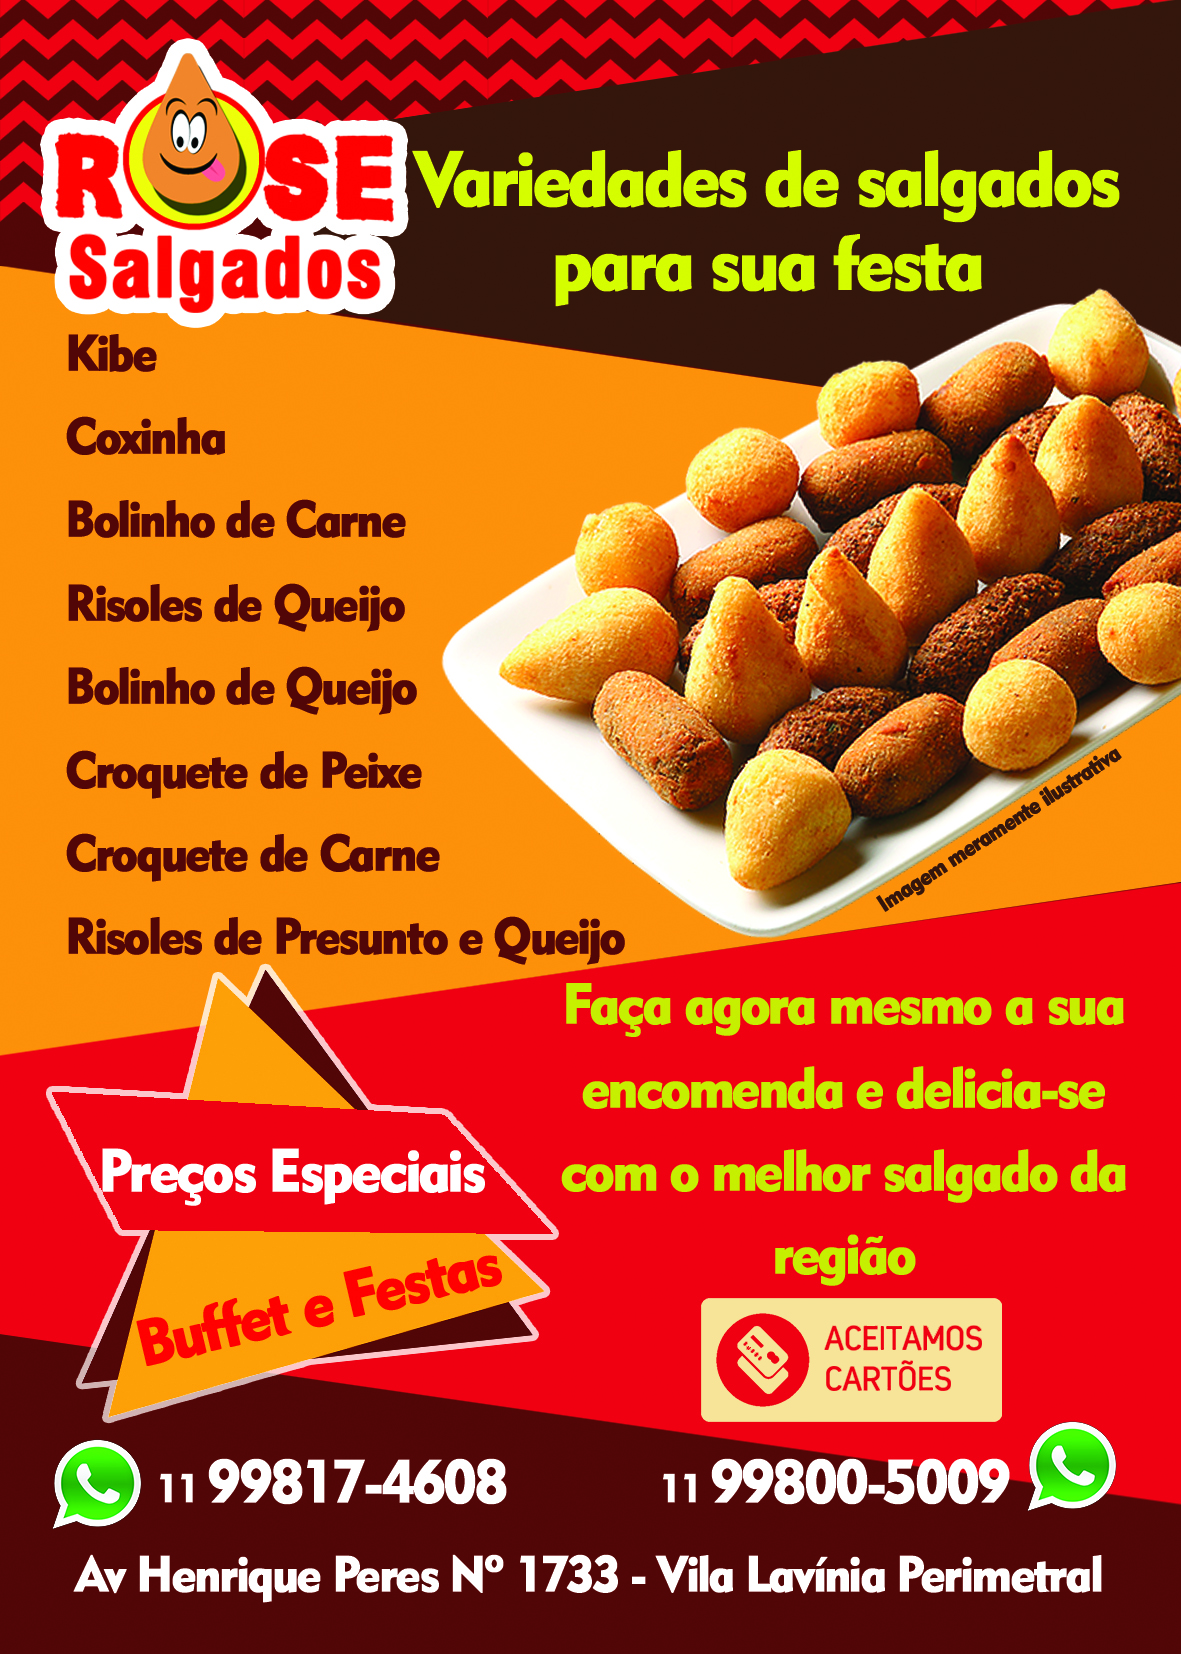 ROSE
Salgados
Variedades de salgados
para sua festa
Kibe
Coxinha
Bolinho de Carne
Risoles de Queijo
Bolinho de Queijo
Croquete de Peixe
Croquete de Carne
Risoles de Presunto e Queijo
Imagem meramente ilustrativa
Faça agora mesmo a sua
encomenda e delicia-se
com o melhor salgado da
região
Preços Especiais
Buffet e Festas
ACEITAMOS
CARTÕES
11 99817-4608
11 99800-5009
Av Henrique Peres Nº 1733 - Vila Lavínia Perimetral